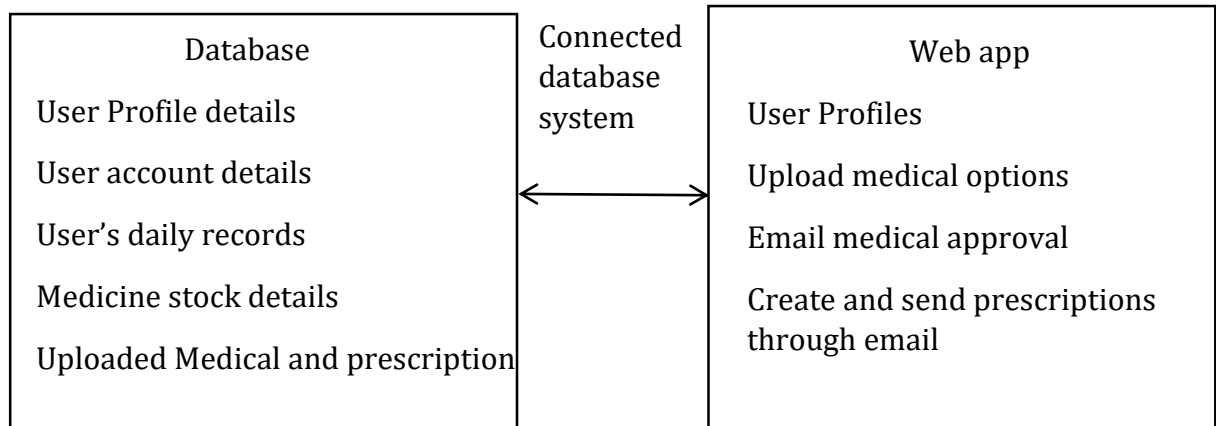 Database
User Profile details
User account details
User’s daily records
Medicine stock details
Uploaded Medical and prescription
Connected
database
system
Web app
User Profiles
Upload medical options
Email medical approval
Create and send prescriptions
through email